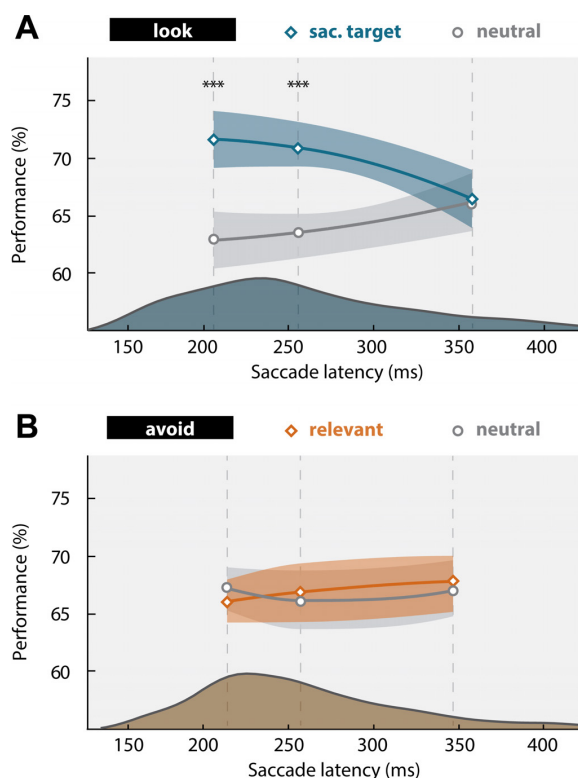 A
look
sac. target
neutral
***
***
75
70
65
60
Performance (%)
150 200 250 300 350 400
Saccade latency (ms)
B
avoid
relevant
neutral
75
70
65
60
Performance (%)
150 200 250 300 350 400
Saccade latency (ms)